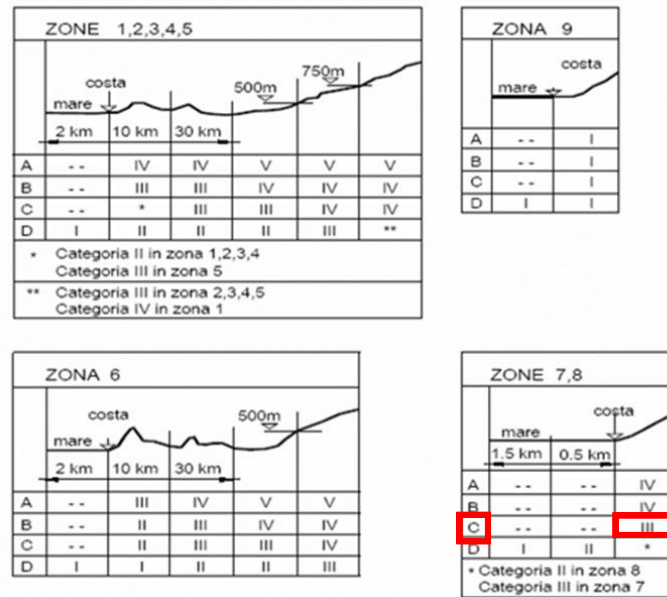 ZONE 1,2,3,4,5
costa
mare
500m
750m
2 km 10 km 30 km
A -- IV IV V V V
B -- III III IV IV IV
C -- * III III IV IV
D I II II II III **
* Categoria II in zona 1,2,3,4
Categoria III in zona 5
** Categoria III in zona 2,3,4,5
Categoria IV in zona 1
ZONA 9
costa
mare
A -- I
B -- I
C -- I
D I I
ZONA 6
costa
mare
500m
2 km 10 km 30 km
A -- III IV V V
B -- II III IV IV
C -- II III III IV
D I I II II III
ZONE 7,8
costa
mare
1.5 km 0.5 km
A -- -- IV
B -- -- IV
C -- -- III
D I II *
* Categoria II in zona 8
Categoria III in zona 7